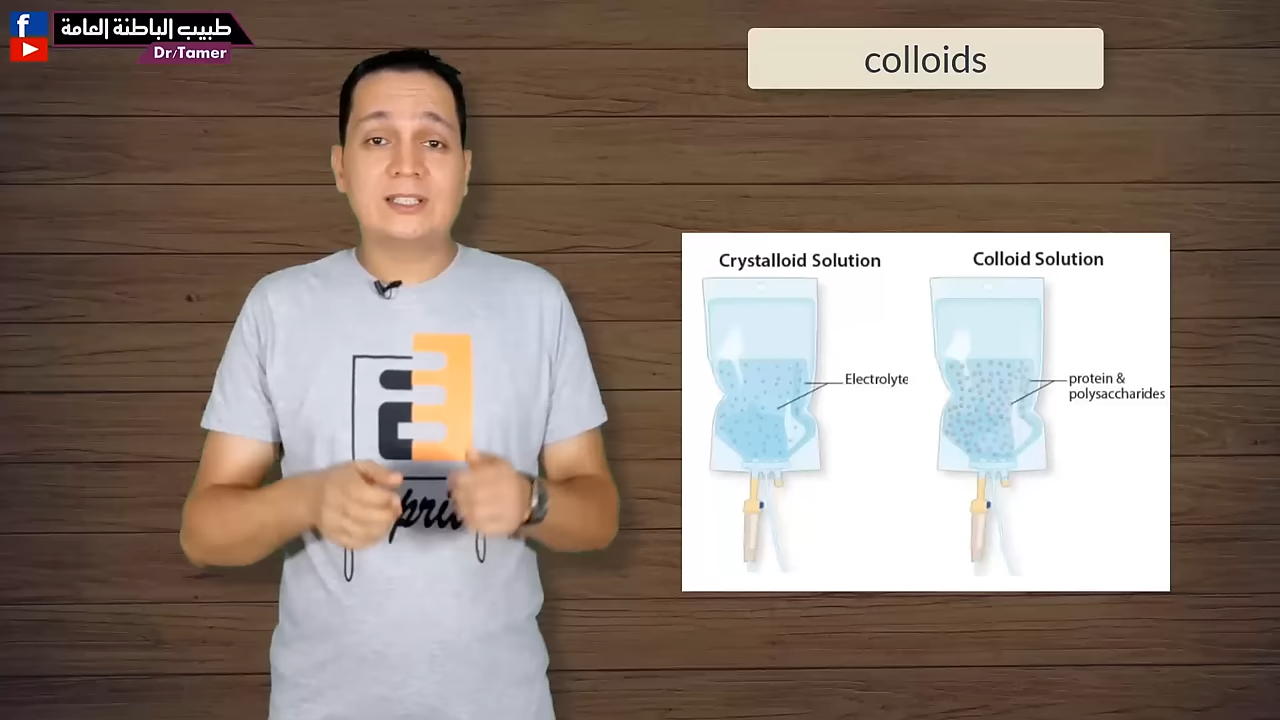 طبيب الباطنة العامة
Dr/Tamer
colloids
Crystalloid Solution
Colloid Solution
Electrolyte
protein &
polysaccharides